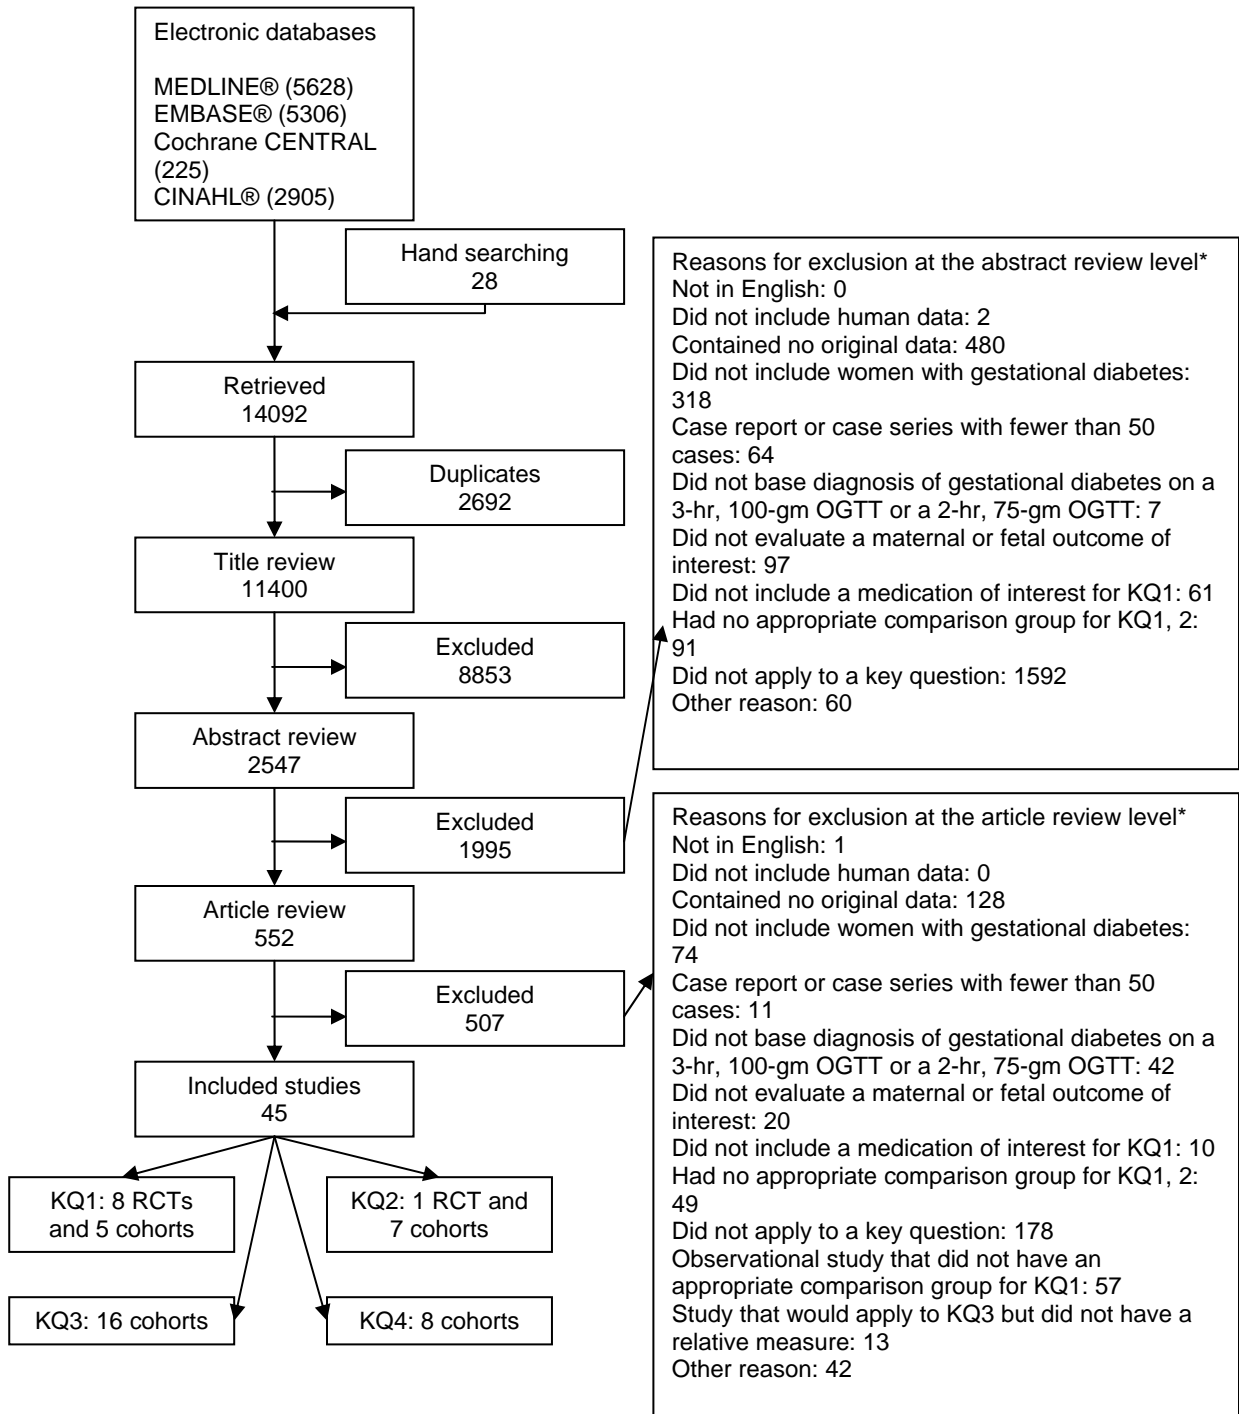 Electronic databases
MEDLINE® (5628)
EMBASE® (5306)
Cochrane CENTRAL
(225)
CINAHL® (2905)
Hand searching
28
Retrieved
14092
Duplicates
2692
Title review
11400
Excluded
8853
Abstract review
2547
Excluded
1995
Reasons for exclusion at the abstract review level*
Not in English: 0
Did not include human data: 2
Contained no original data: 480
Did not include women with gestational diabetes:
318
Case report or case series with fewer than 50
cases: 64
Did not base diagnosis of gestational diabetes on a
3-hr, 100-gm OGTT or a 2-hr, 75-gm OGTT: 7
Did not evaluate a maternal or fetal outcome of
interest: 97
Did not include a medication of interest for KQ1: 61
Had no appropriate comparison group for KQ1, 2:
91
Did not apply to a key question: 1592
Other reason: 60
Article review
552
Excluded
507
Reasons for exclusion at the article review level*
Not in English: 1
Did not include human data: 0
Contained no original data: 128
Did not include women with gestational diabetes:
74
Case report or case series with fewer than 50
cases: 11
Did not base diagnosis of gestational diabetes on a
3-hr, 100-gm OGTT or a 2-hr, 75-gm OGTT: 42
Did not evaluate a maternal or fetal outcome of
interest: 20
Did not include a medication of interest for KQ1: 10
Had no appropriate comparison group for KQ1, 2:
49
Did not apply to a key question: 178
Observational study that did not have an
appropriate comparison group for KQ1: 57
Study that would apply to KQ3 but did not have a
relative measure: 13
Other reason: 42
Included studies
45
KQ1: 8 RCTs
and 5 cohorts
KQ2: 1 RCT and
7 cohorts
KQ3: 16 cohorts
KQ4: 8 cohorts